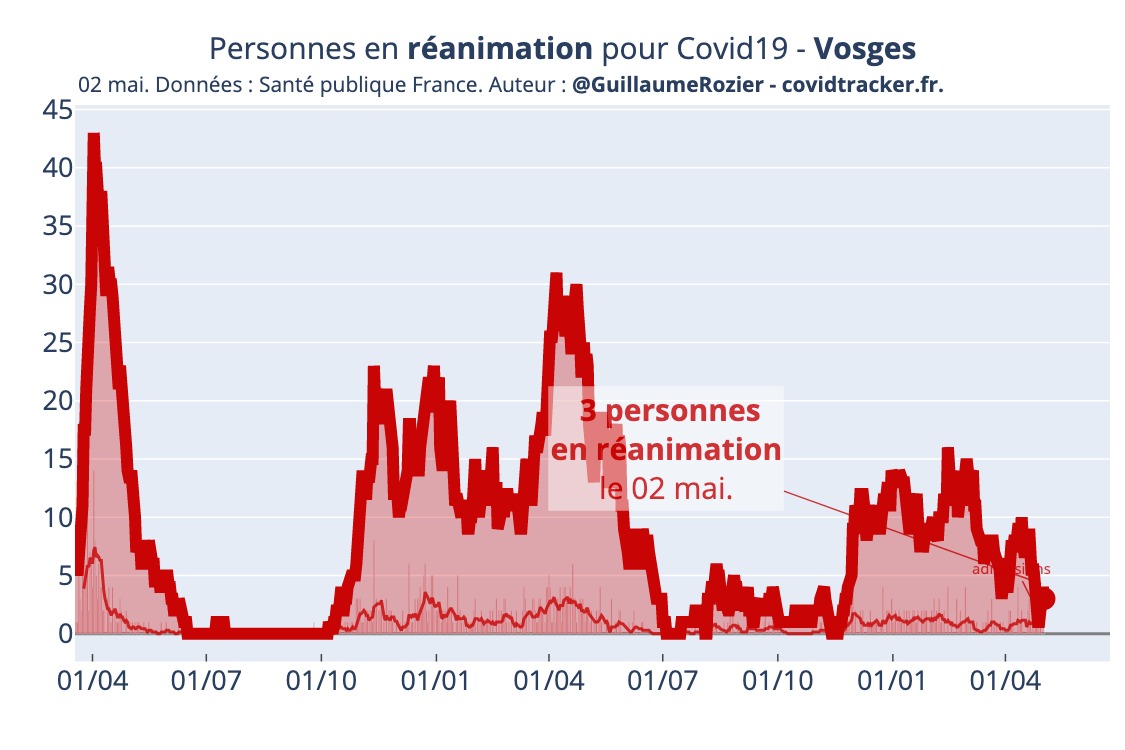 Personnes en réanimation pour Covid19 - Vosges
02 mai. Données : Santé publique France. Auteur : @GuillaumeRozier - covidtracker.fr.
45
40
35
30
25
20
15
10
5
0
3 personnes
en réanimation
le 02 mai.
admissions
01/04 01/07 01/10 01/01 01/04 01/07 01/10 01/01 01/04